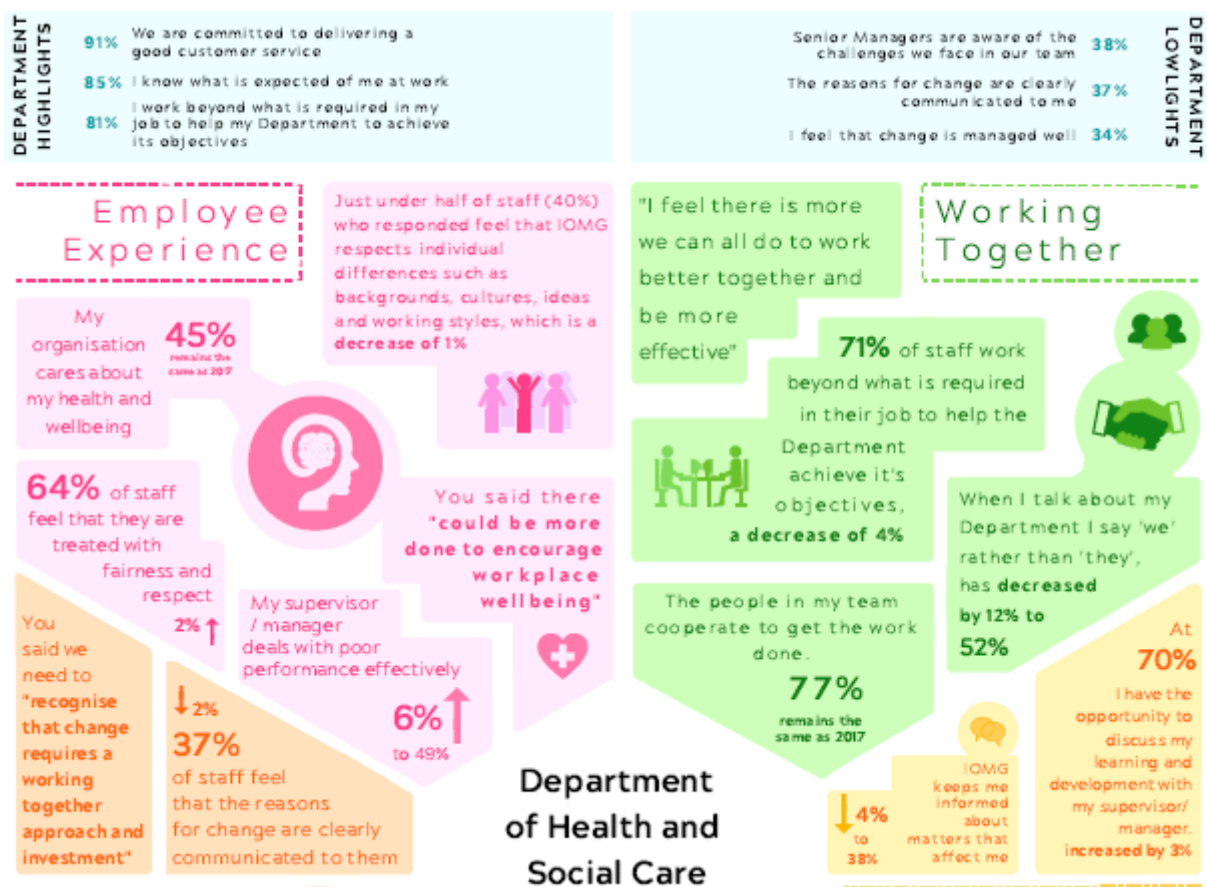 DEPARTMENT
HIGHLIGHTS
91% We are committed to delivering a
good customer service
85% I know what is expected of me at work
81% I work beyond what is required in my
job to help my Department to achieve
its objectives
DEPARTMENT
LOWLIGHTS
Senior Managers are aware of the
challenges we face in our team 38%
The reasons for change are clearly
communicated to me 37%
I feel that change is managed well 34%
Employee
Experience
Just under half of staff (40%)
who responded feel that IOMG
respects individual
differences such as
backgrounds, cultures, ideas
and working styles, which is a
decrease of 1%
My
organisation
cares about
my health and
wellbeing
45%
remains the
same as 2017
64% of staff
feel that they are
treated with
fairness and
respect
2%
You said there
"could be more
done to encourage
workplace
wellbeing"
My supervisor
/ manager
deals with poor
performance effectively
6%
to 49%
You
said we
need to
"recognise
that change
requires a
working
together
approach and
investment"
2%
37%
of staff feel
that the reasons
for change are clearly
communicated to them
"I feel there is more
we can all do to work
better together and
be more
effective"
Working
Together
71% of staff work
beyond what is required
in their job to help the
Department
achieve it's
objectives,
a decrease of 4%
When I talk about my
Department I say 'we'
rather than 'they',
has decreased
by 12% to
52%
The people in my team
cooperate to get the work
done.
77%
remains the
same as 2017
At
70%
I have the
opportunity to
discuss my
learning and
development with
my supervisor/
manager,
increased by 3%
IOMG
keeps me
informed
about
matters that
affect me
4%
to
38%
Department
of Health and
Social Care